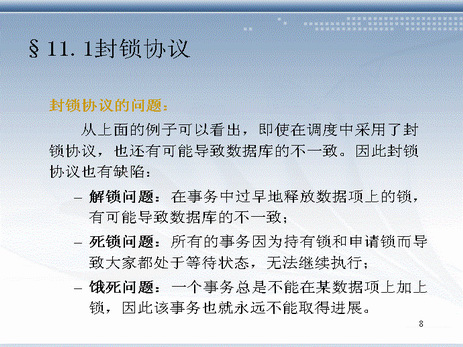 §11.1封锁协议
封锁协议的问题：
从上面的例子可以看出，即使在调度中采用了封
锁协议，也还有可能导致数据库的不一致。因此封锁
协议也有缺陷：
– 解锁问题：在事务中过早地释放数据项上的锁，
有可能导致数据库的不一致；
– 死锁问题：所有的事务因为持有锁和申请锁而导
致大家都处于等待状态，无法继续执行；
– 饿死问题：一个事务总是不能在某数据项上加上
锁，因此该事务也就永远不能取得进展。
8